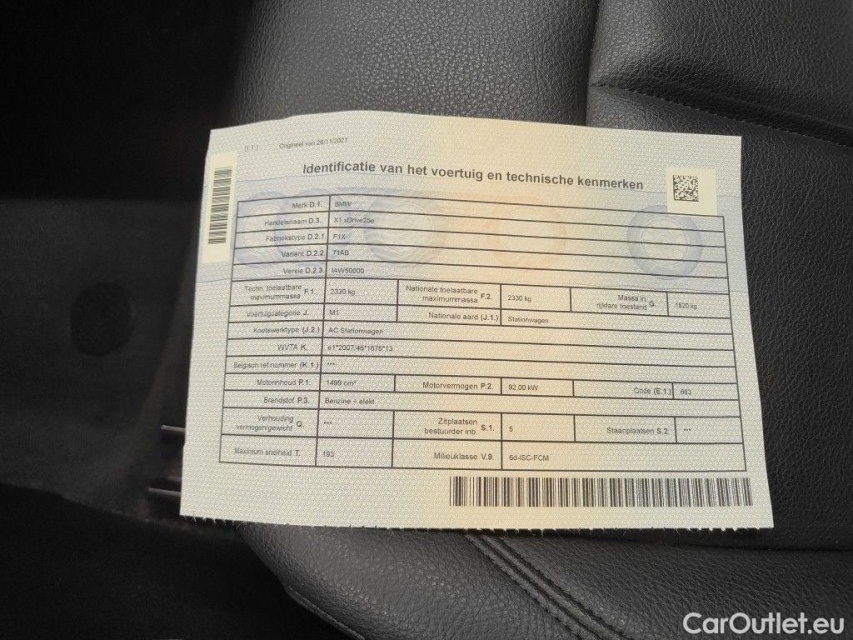 Origineel van 26/11/2021
Identificatie van het voertuig en technische kenmerken
Merk D.1. BMW
Handelsnaam D.3. X1 xDrive25e
Fabriekstype D.2.1. F1X
Variant D.2.2. 71AB
Versie D.2.3. IAW50000
Techn. toelaatbare maximummassa F.1. 2330 kg Nationale toelaatbare maximummassa F.2. 2330 kg Massa in rijklare toestand G. 1820 kg
Voertuigcategorie J. M1 Nationale aard (J.1.) Stationwagen
Koetswerktype (J.2.) AC Stationwagen
WVTA K. e1*2007/46*1676*13
Belgisch ref.nummer (K.1.) ---
Motorinhoud P.1. 1499 cm³ Motorvermogen P.2. 92,00 kW Code (E.1.) 663
Brandstof P.3. Benzine + elekt
Verhouding vermogen/gewicht Q. --- Zitplaatsen bestuurder inb. S.1. 5 Staanplaatsen S.2. ---
Maximum snelheid T. 193 Milieuklasse V.9. 6d-ISC-FCM
CarOutlet.eu